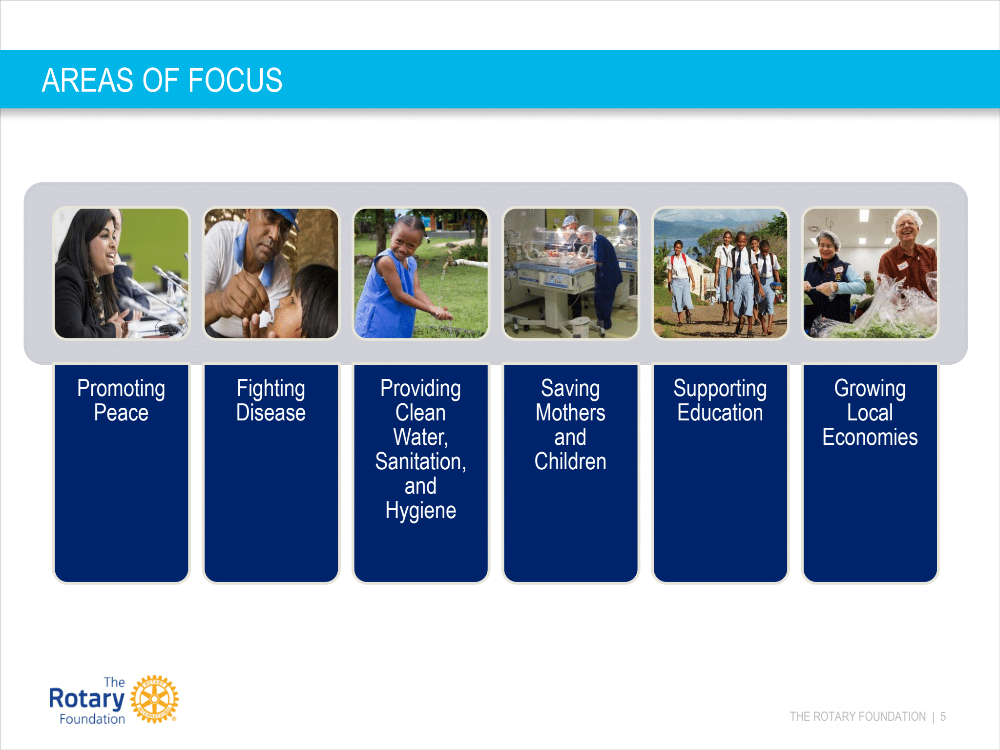 AREAS OF FOCUS
Promoting
Peace
Fighting
Disease
Providing
Clean
Water,
Sanitation,
and
Hygiene
Saving
Mothers
and
Children
Supporting
Education
Growing
Local
Economies
The
Rotary
Foundation
ROTARY
INTERNATIONAL
®
THE ROTARY FOUNDATION | 5